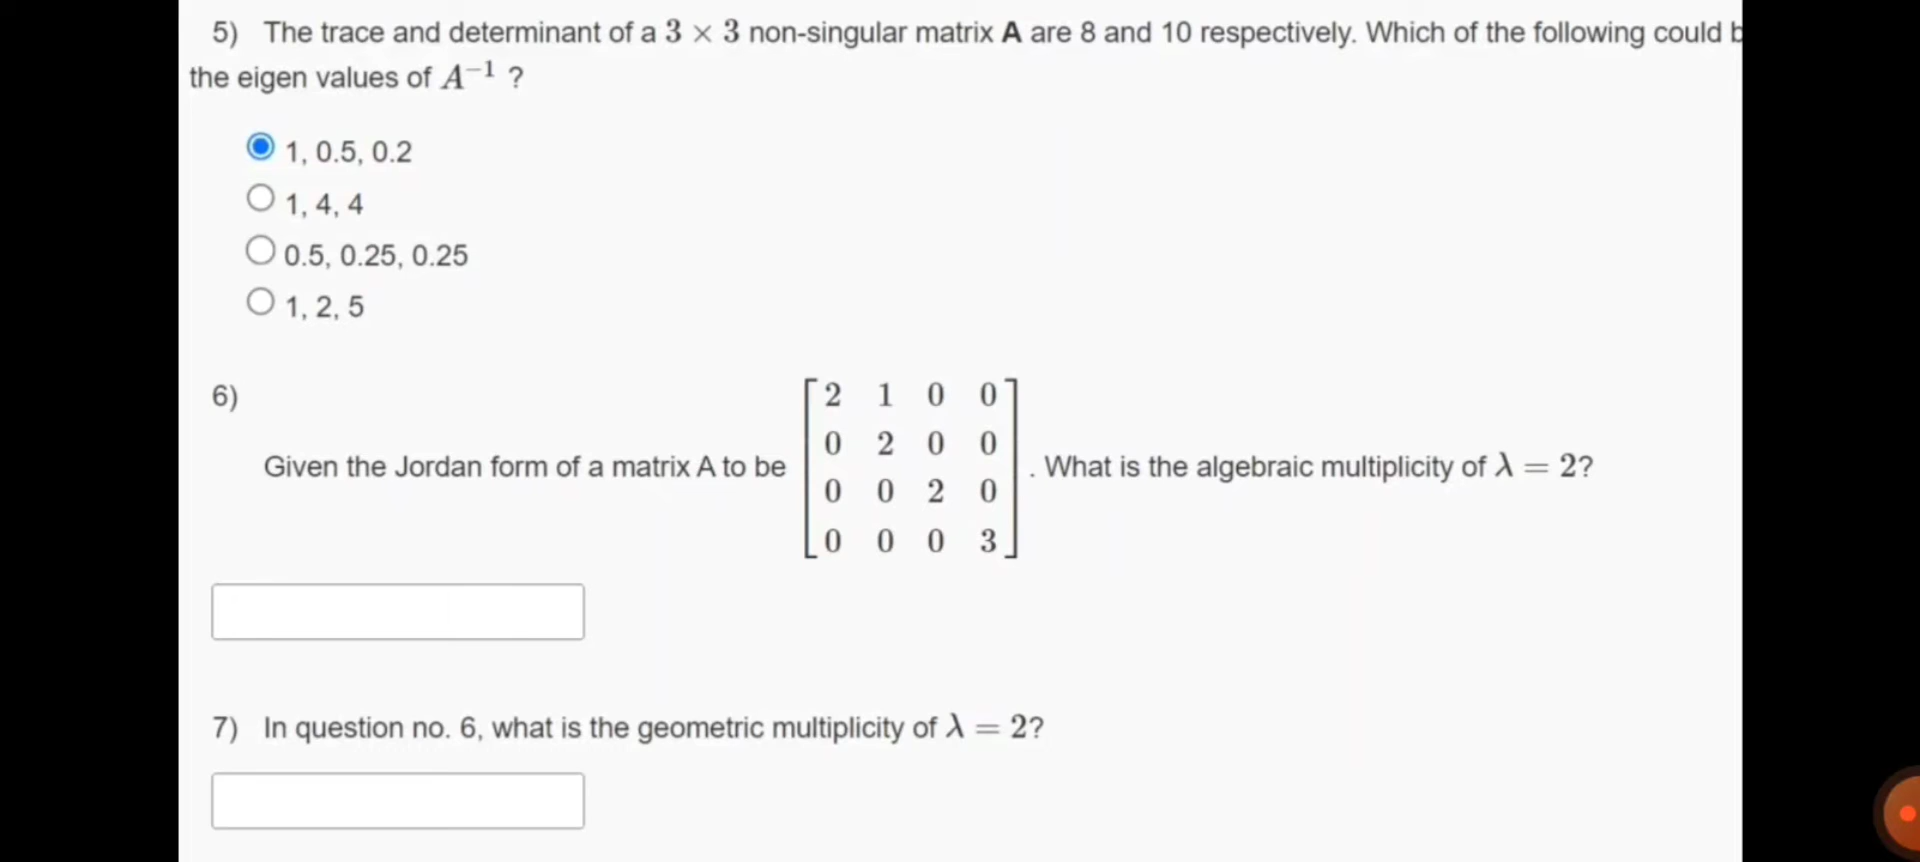 5) The trace and determinant of a 3 × 3 non-singular matrix A are 8 and 10 respectively. Which of the following could
the eigen values of A⁻¹ ?
1, 0.5, 0.2
1, 4, 4
0.5, 0.25, 0.25
1, 2, 5
6)
2 1 0 0
0 2 0 0
Given the Jordan form of a matrix A to be . What is the algebraic multiplicity of λ = 2?
0 0 2 0
0 0 0 3
7) In question no. 6, what is the geometric multiplicity of λ = 2?